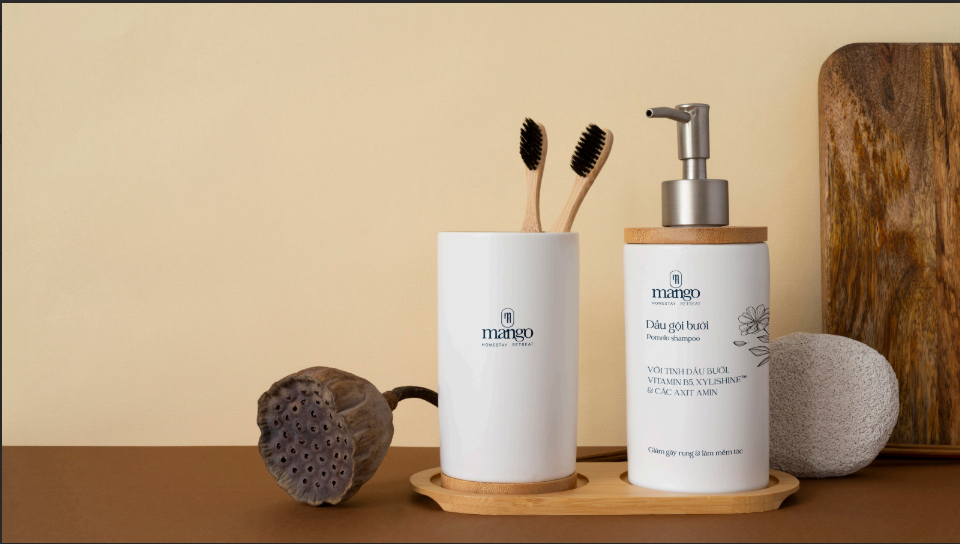 mango
HOMESTAY RETREAT
mango
HOMESTAY RETREAT
Dầu gội bưởi
Pomelo shampoo
VỚI TINH DẦU BƯỞI,
VITAMIN B5, XYLISHINE™
& CÁC AXIT AMIN
Giảm gãy rụng & làm mềm tóc